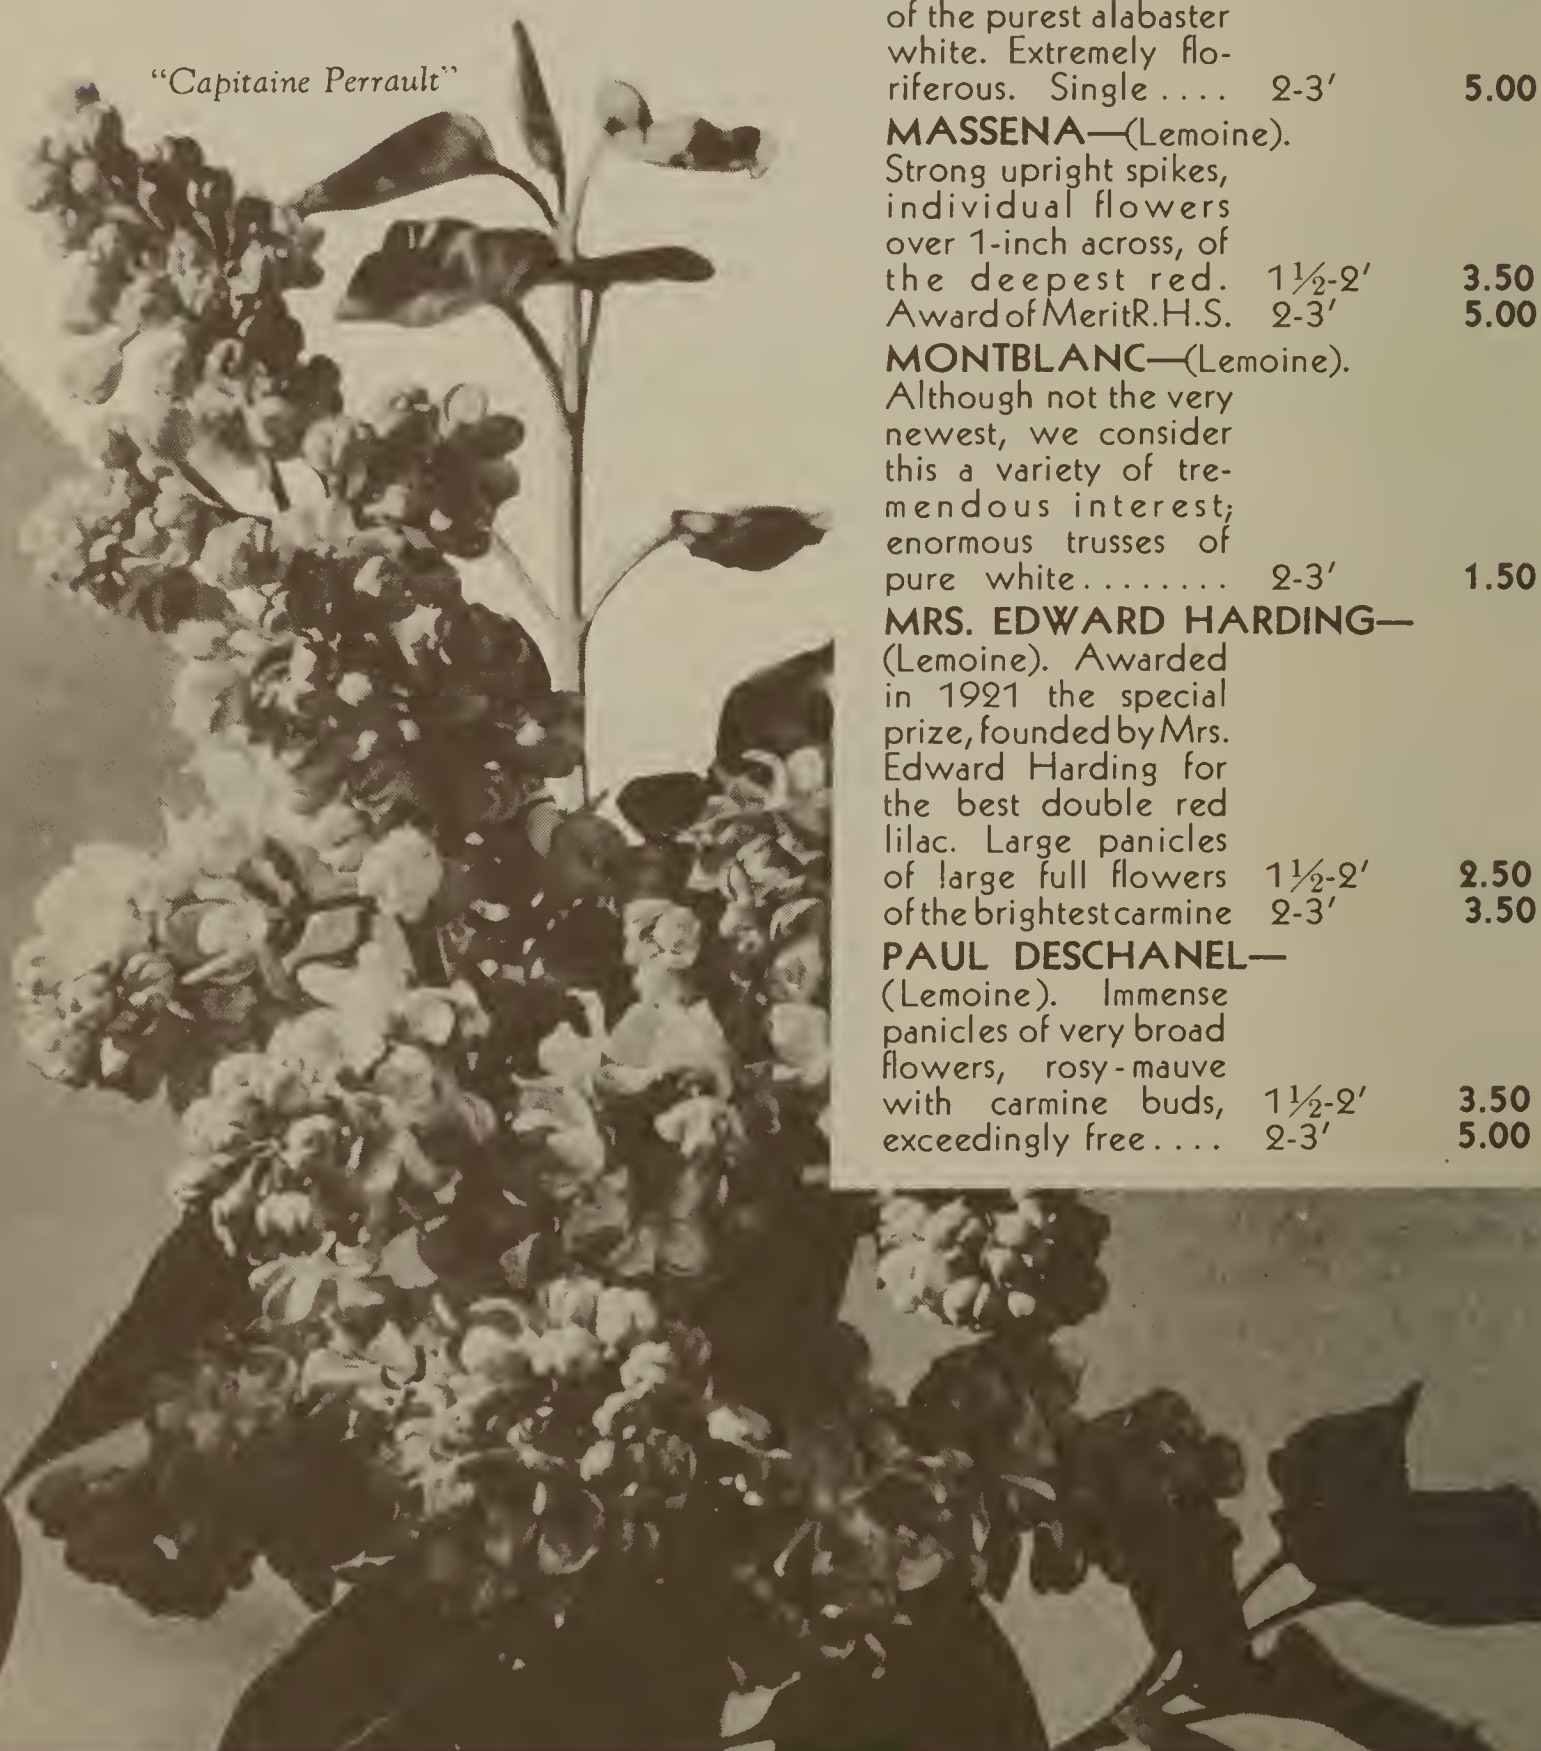 "Capitaine Perrault"
of the purest alabaster
white. Extremely flo-
riferous. Single .... 2-3′ 5.00
MASSENA—(Lemoine).
Strong upright spikes,
individual flowers
over 1-inch across, of
the deepest red. 1½-2′ 3.50
Award of Merit R.H.S. 2-3′ 5.00
MONTBLANC—(Lemoine).
Although not the very
newest, we consider
this a variety of tre-
mendous interest;
enormous trusses of
pure white........ 2-3′ 1.50
MRS. EDWARD HARDING—
(Lemoine). Awarded
in 1921 the special
prize, founded by Mrs.
Edward Harding for
the best double red
lilac. Large panicles
of large full flowers 1½-2′ 2.50
of the brightest carmine 2-3′ 3.50
PAUL DESCHANEL—
(Lemoine). Immense
panicles of very broad
flowers, rosy-mauve
with carmine buds, 1½-2′ 3.50
exceedingly free.... 2-3′ 5.00